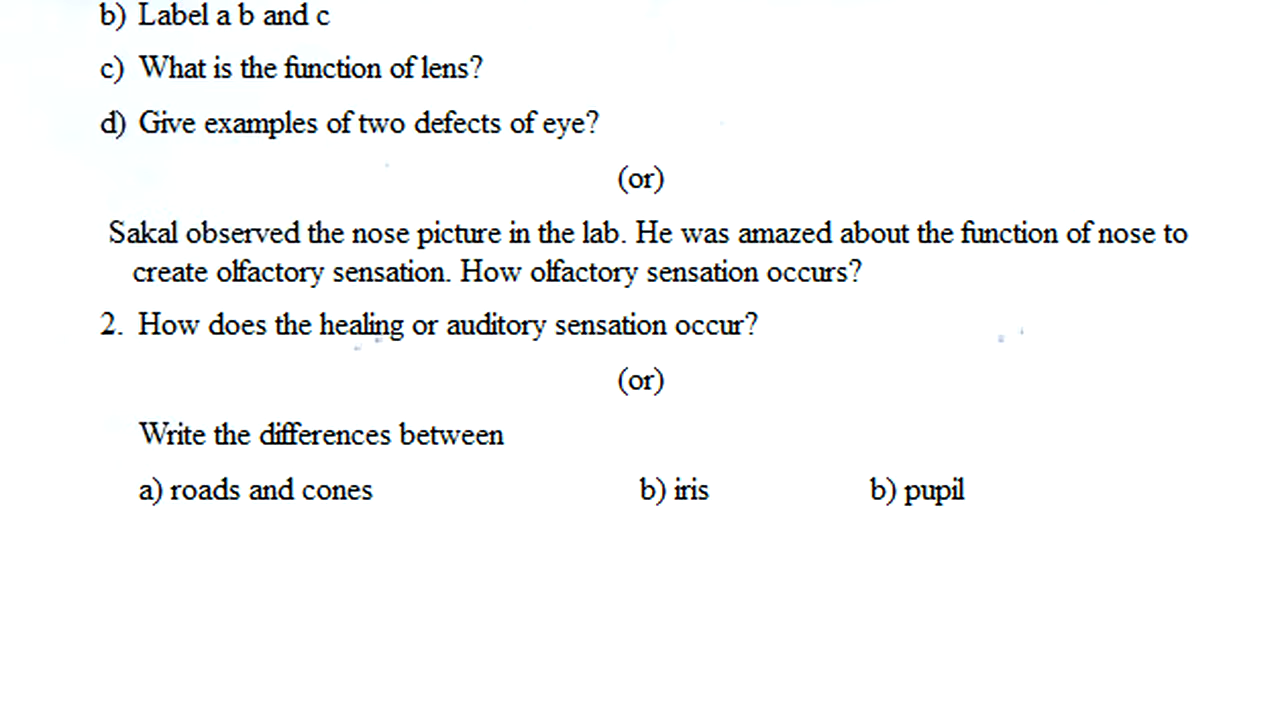 b) Label a b and c
c) What is the function of lens?
d) Give examples of two defects of eye?
(or)
Sakal observed the nose picture in the lab. He was amazed about the function of nose to
create olfactory sensation. How olfactory sensation occurs?
2. How does the healing or auditory sensation occur?
(or)
Write the differences between
a) roads and cones b) iris b) pupil